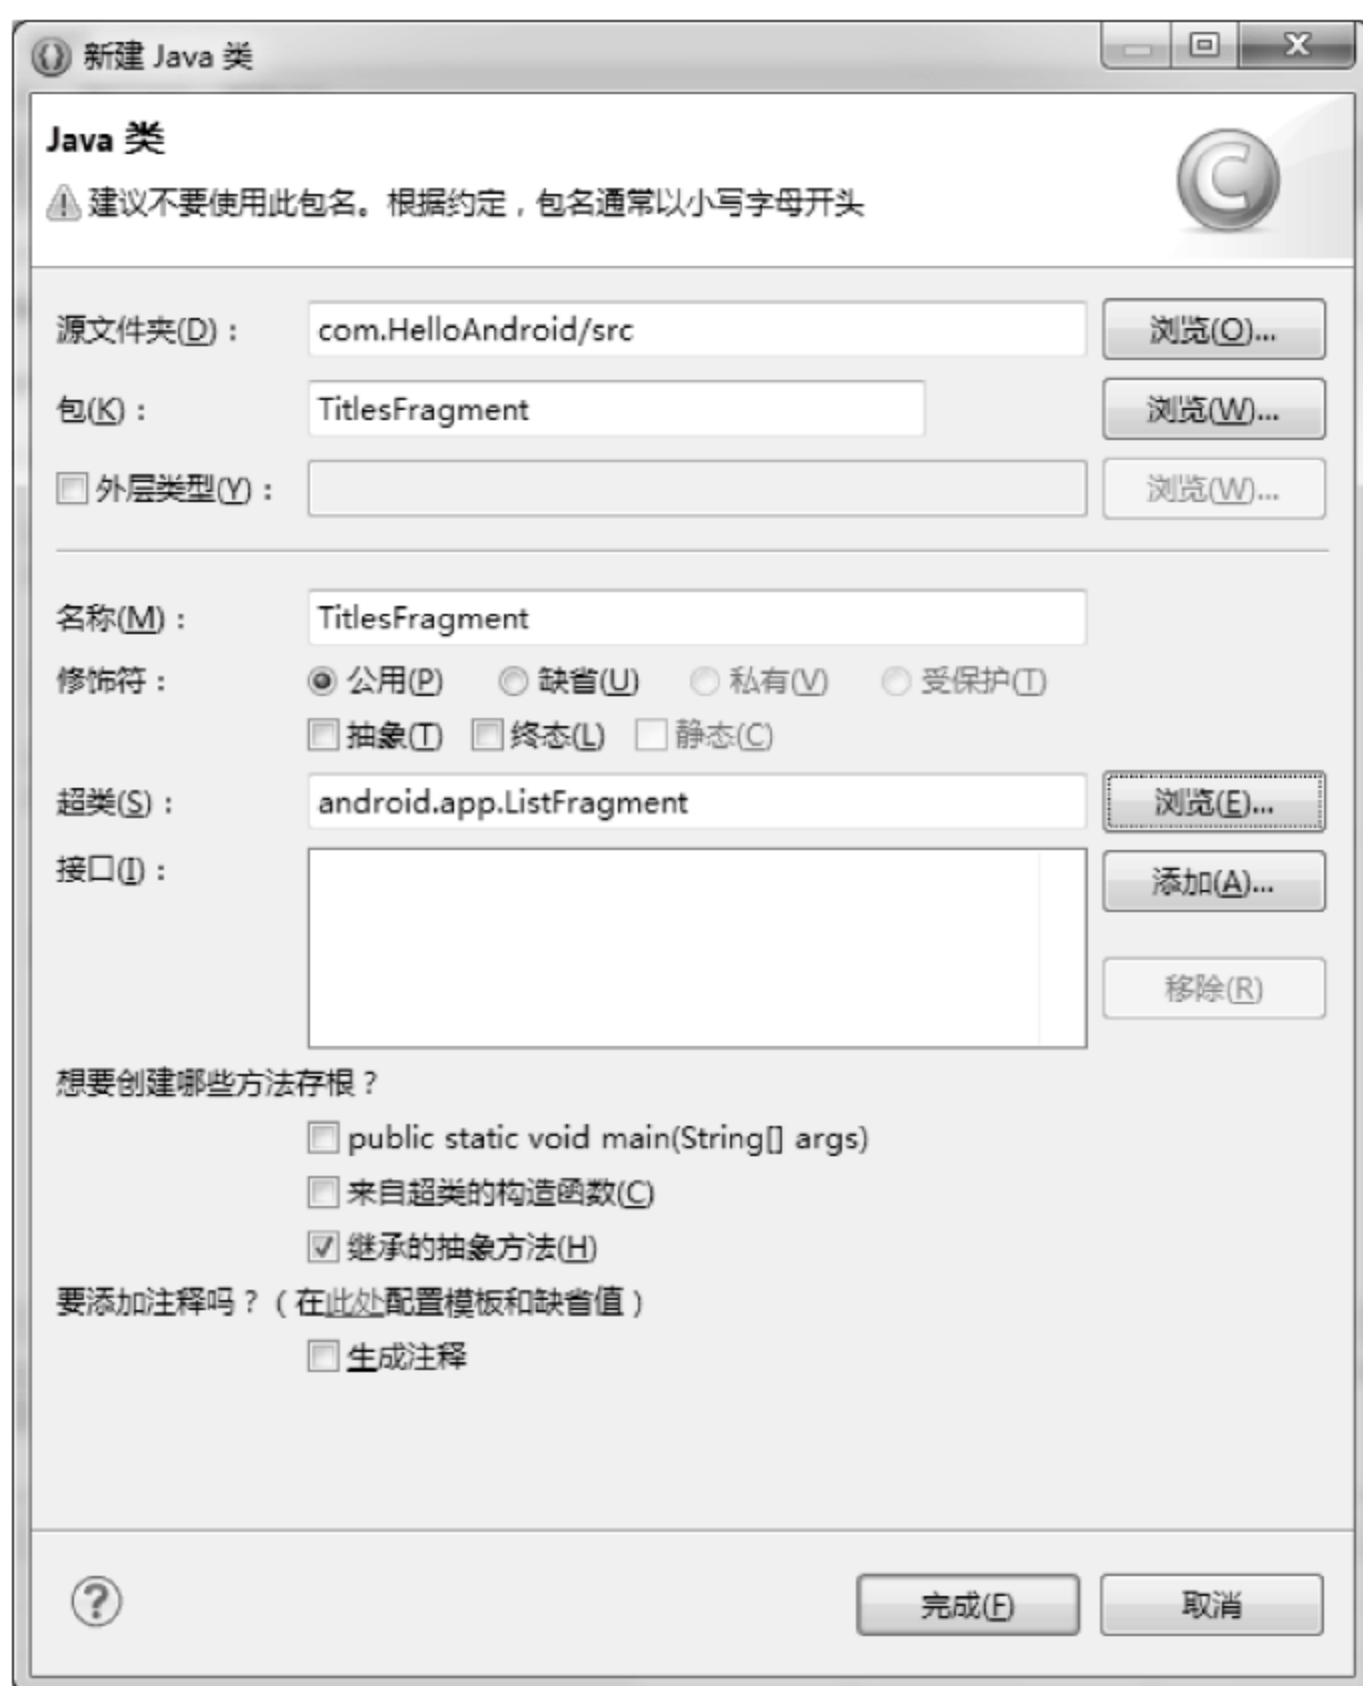 新建 Java 类
Java 类
建议不要使用此包名。根据约定，包名通常以小写字母开头
源文件夹(D)： com.HelloAndroid/src 浏览(O)...
包(K)： TitlesFragment 浏览(W)...
外层类型(Y)： 浏览(W)...
名称(M)： TitlesFragment
修饰符： 公用(P) 缺省(U) 私有(V) 受保护(T)
抽象(T) 终态(L) 静态(C)
超类(S)： android.app.ListFragment 浏览(E)...
接口(I)： 添加(A)...
移除(R)
想要创建哪些方法存根？
public static void main(String[] args)
来自超类的构造函数(C)
继承的抽象方法(H)
要添加注释吗？（在此处配置模板和缺省值）
生成注释
完成(F) 取消